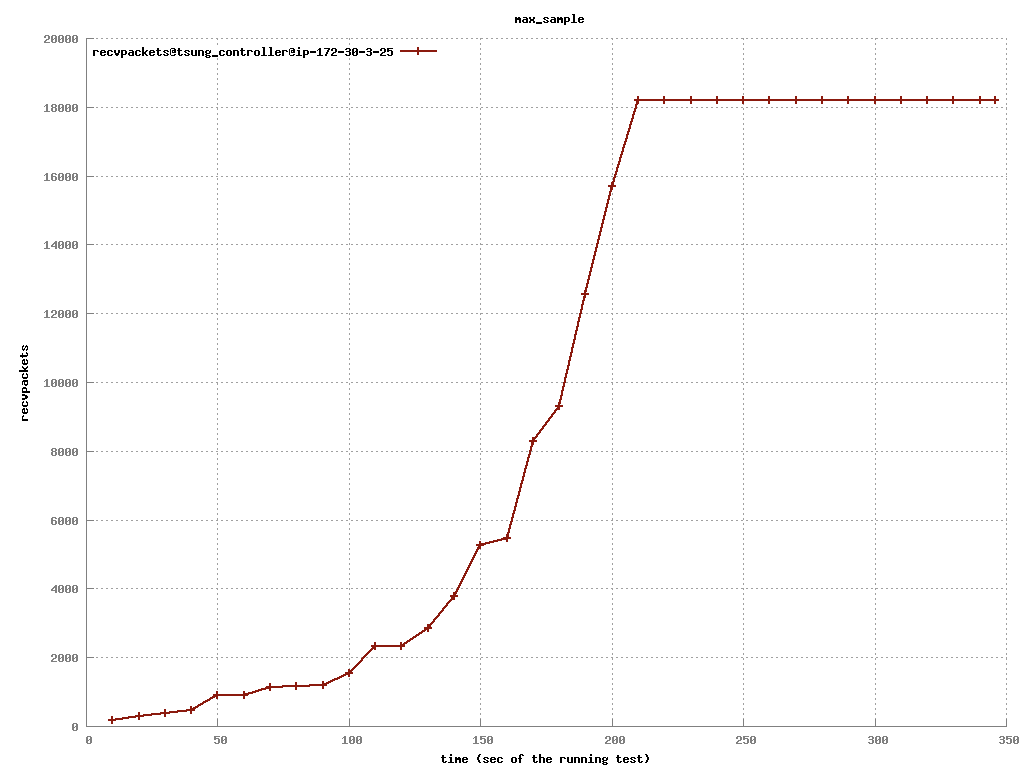 max_sample
recvpackets@tsung_controller@ip-172-30-3-25
20000
18000
16000
14000
12000
10000
8000
6000
4000
2000
0
recvpackets
0 50 100 150 200 250 300 350
time (sec of the running test)